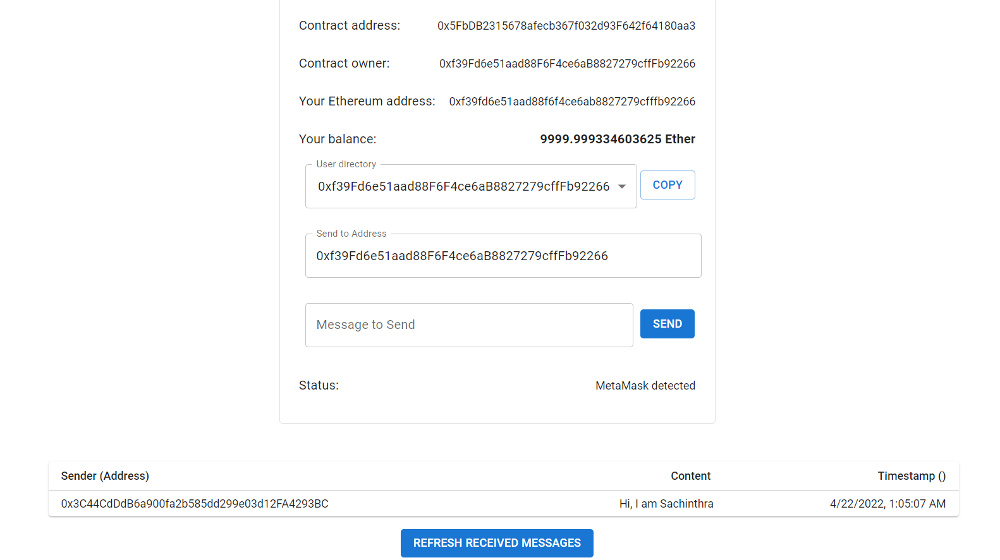 Contract address: 0x5FbDB2315678afecb367f032d93F642f64180aa3
Contract owner: 0xf39Fd6e51aad88F6F4ce6aB8827279cffFb92266
Your Ethereum address: 0xf39fd6e51aad88f6f4ce6ab8827279cfffb92266
Your balance: 9999.999334603625 Ether
User directory
0xf39Fd6e51aad88F6F4ce6aB8827279cffFb92266 COPY
Send to Address
0xf39Fd6e51aad88F6F4ce6aB8827279cffFb92266
Message to Send SEND
Status: MetaMask detected
Sender (Address) Content Timestamp ()
0x3C44CdDdB6a900fa2b585dd299e03d12FA4293BC Hi, I am Sachinthra 4/22/2022, 1:05:07 AM
REFRESH RECEIVED MESSAGES